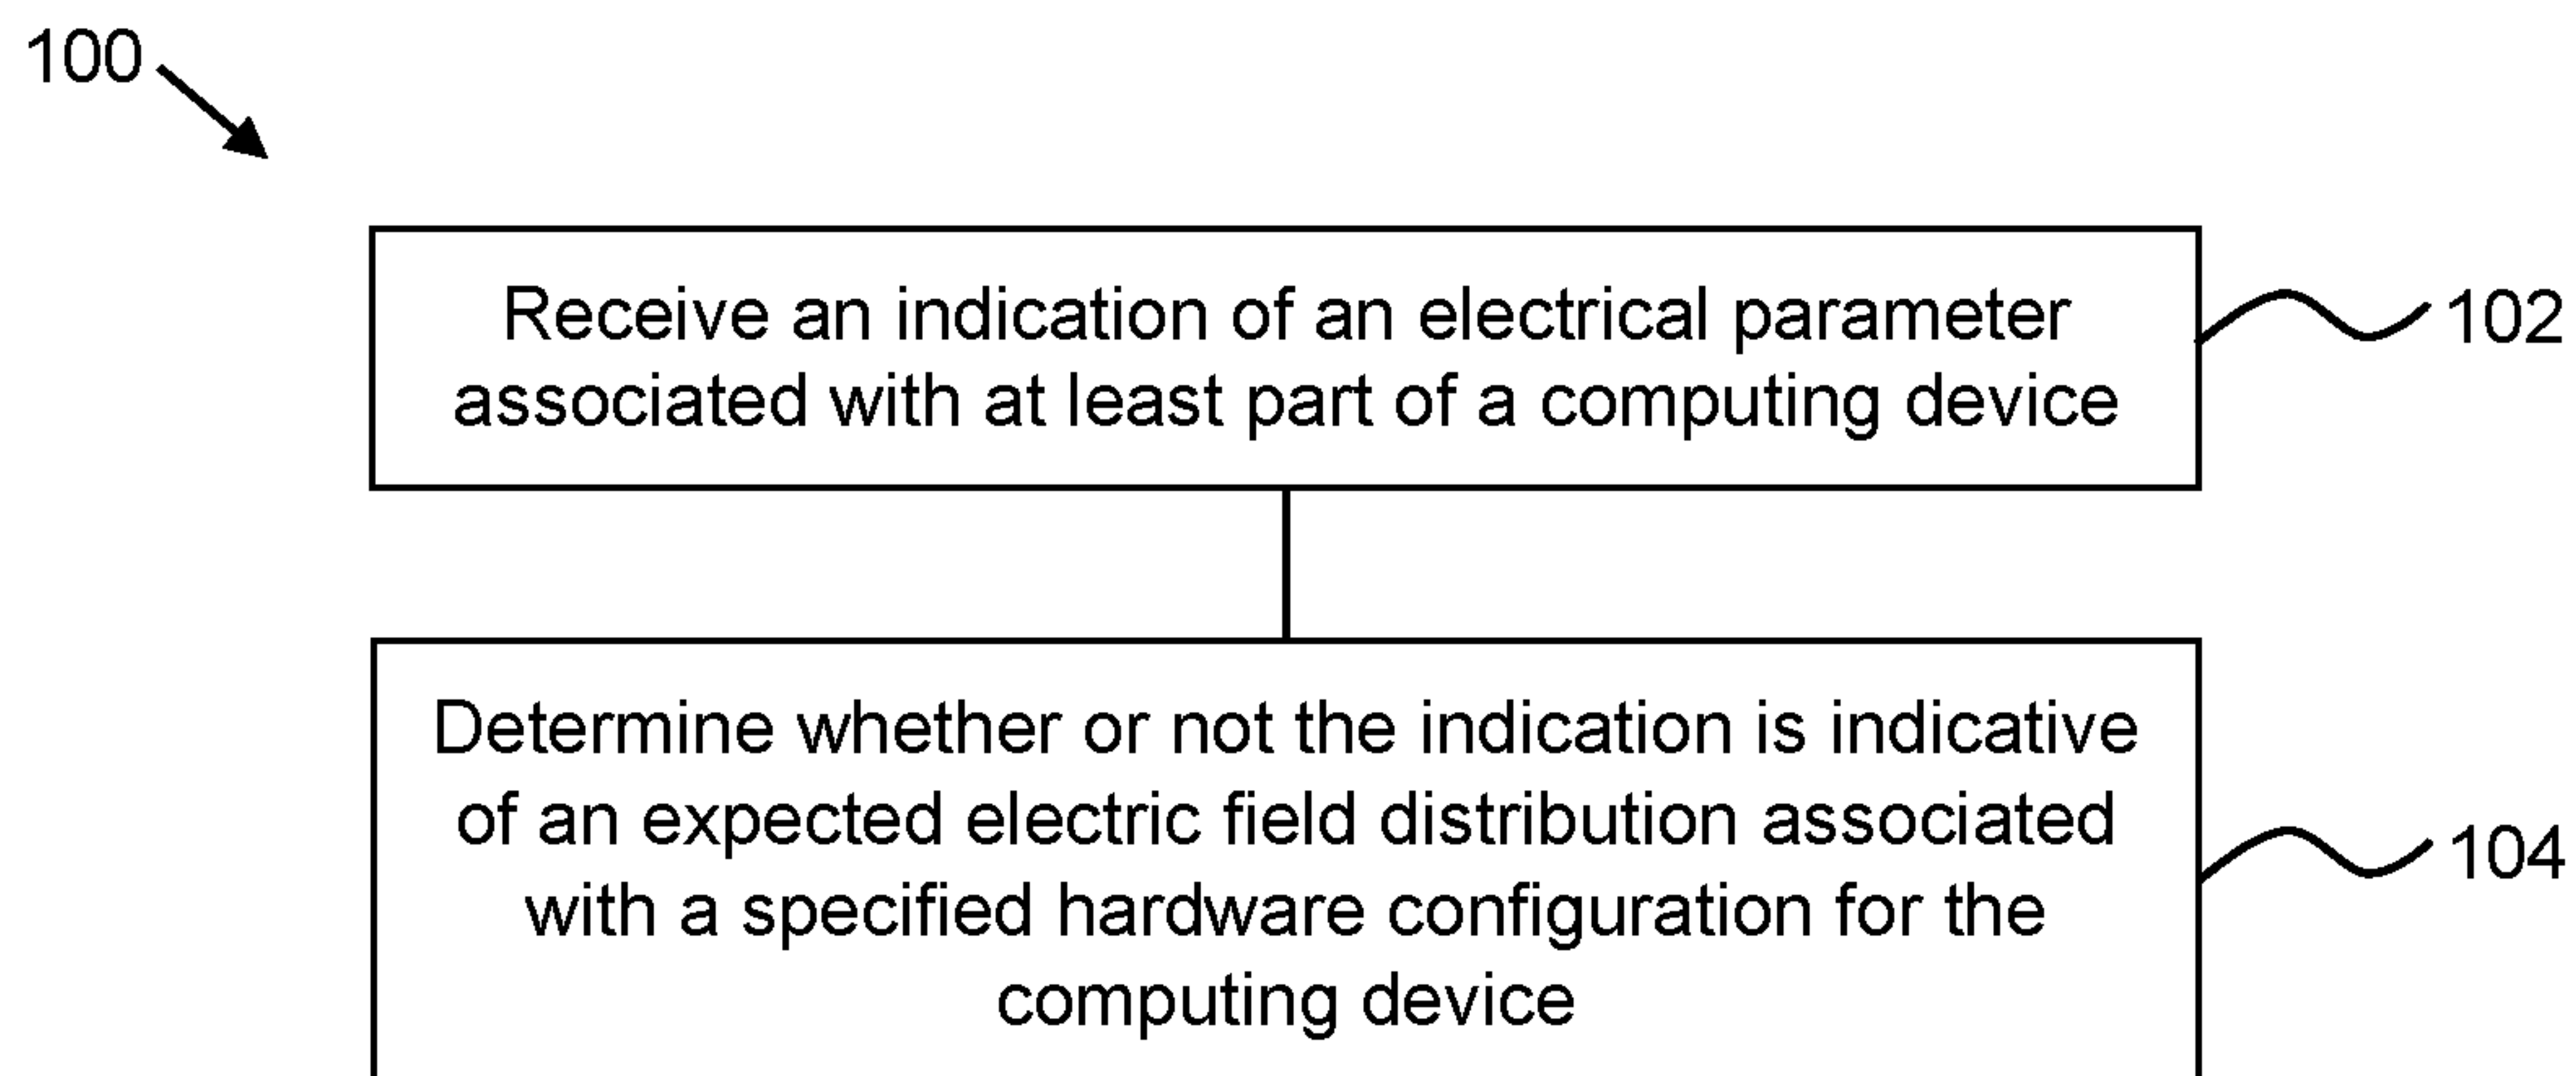 100
Receive an indication of an electrical parameter
associated with at least part of a computing device
102
Determine whether or not the indication is indicative
of an expected electric field distribution associated
with a specified hardware configuration for the
computing device
104